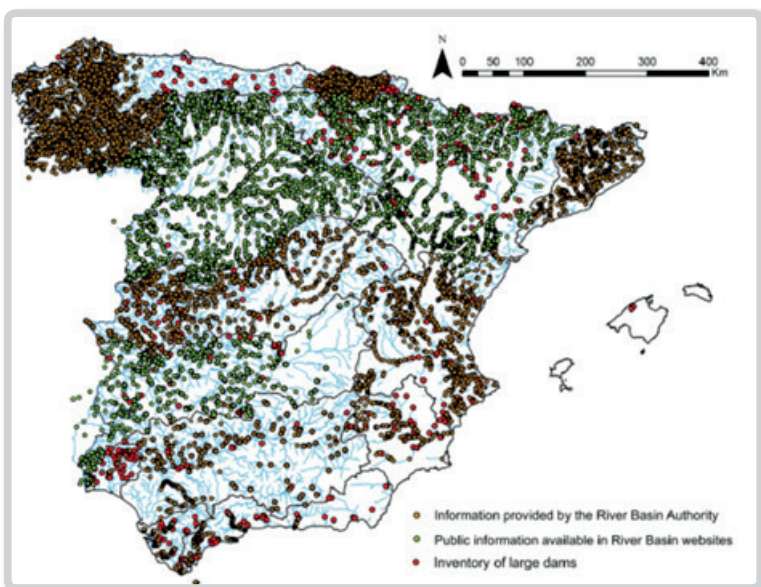 N
0 50 100 200 300 400
Km
Information provided by the River Basin Authority
Public information available in River Basin websites
Inventory of large dams